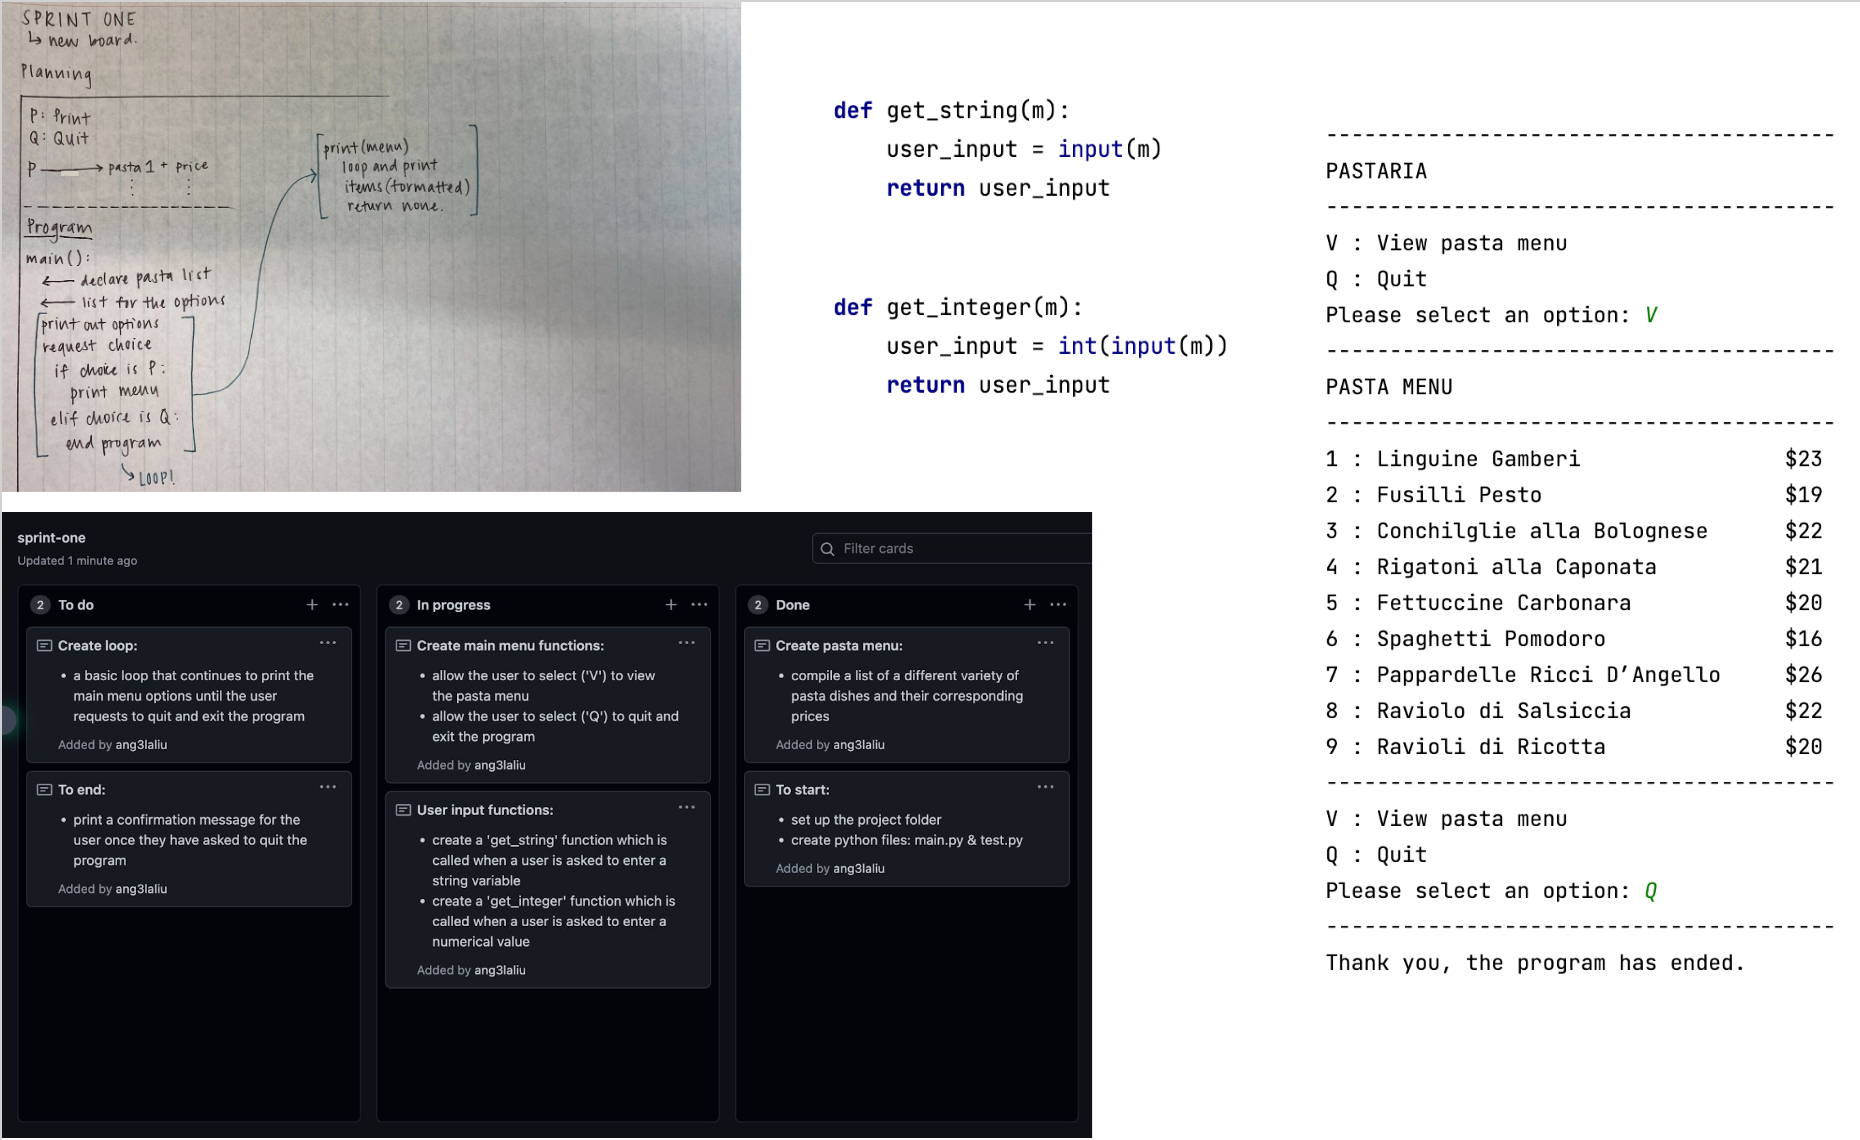 SPRINT ONE
↳ new board.
Planning
P: Print
Q: Quit
P → pasta 1 + price
Program
main():
← declare pasta list
← list for the options
print out options
request choice
if choice is P:
print menu
elif choice is Q:
end program
↳ LOOP!
print(menu)
loop and print
items (formatted)
return none.
def get_string(m):
user_input = input(m)
return user_input
def get_integer(m):
user_input = int(input(m))
return user_input
----------------------------------------
PASTARIA
----------------------------------------
V : View pasta menu
Q : Quit
Please select an option: V
----------------------------------------
PASTA MENU
----------------------------------------
1 : Linguine Gamberi $23
2 : Fusilli Pesto $19
3 : Conchilglie alla Bolognese $22
4 : Rigatoni alla Caponata $21
5 : Fettuccine Carbonara $20
6 : Spaghetti Pomodoro $16
7 : Pappardelle Ricci D’Angello $26
8 : Raviolo di Salsiccia $22
9 : Ravioli di Ricotta $20
----------------------------------------
V : View pasta menu
Q : Quit
Please select an option: Q
----------------------------------------
Thank you, the program has ended.
sprint-one
Updated 1 minute ago
Filter cards
2 To do + ...
Create loop: ...
• a basic loop that continues to print the
main menu options until the user
requests to quit and exit the program
Added by ang3laliu
To end: ...
• print a confirmation message for the
user once they have asked to quit the
program
Added by ang3laliu
2 In progress + ...
Create main menu functions: ...
• allow the user to select ('V') to view
the pasta menu
• allow the user to select ('Q') to quit and
exit the program
Added by ang3laliu
User input functions: ...
• create a 'get_string' function which is
called when a user is asked to enter a
string variable
• create a 'get_integer' function which is
called when a user is asked to enter a
numerical value
Added by ang3laliu
2 Done + ...
Create pasta menu: ...
• compile a list of a different variety of
pasta dishes and their corresponding
prices
Added by ang3laliu
To start: ...
• set up the project folder
• create python files: main.py & test.py
Added by ang3laliu